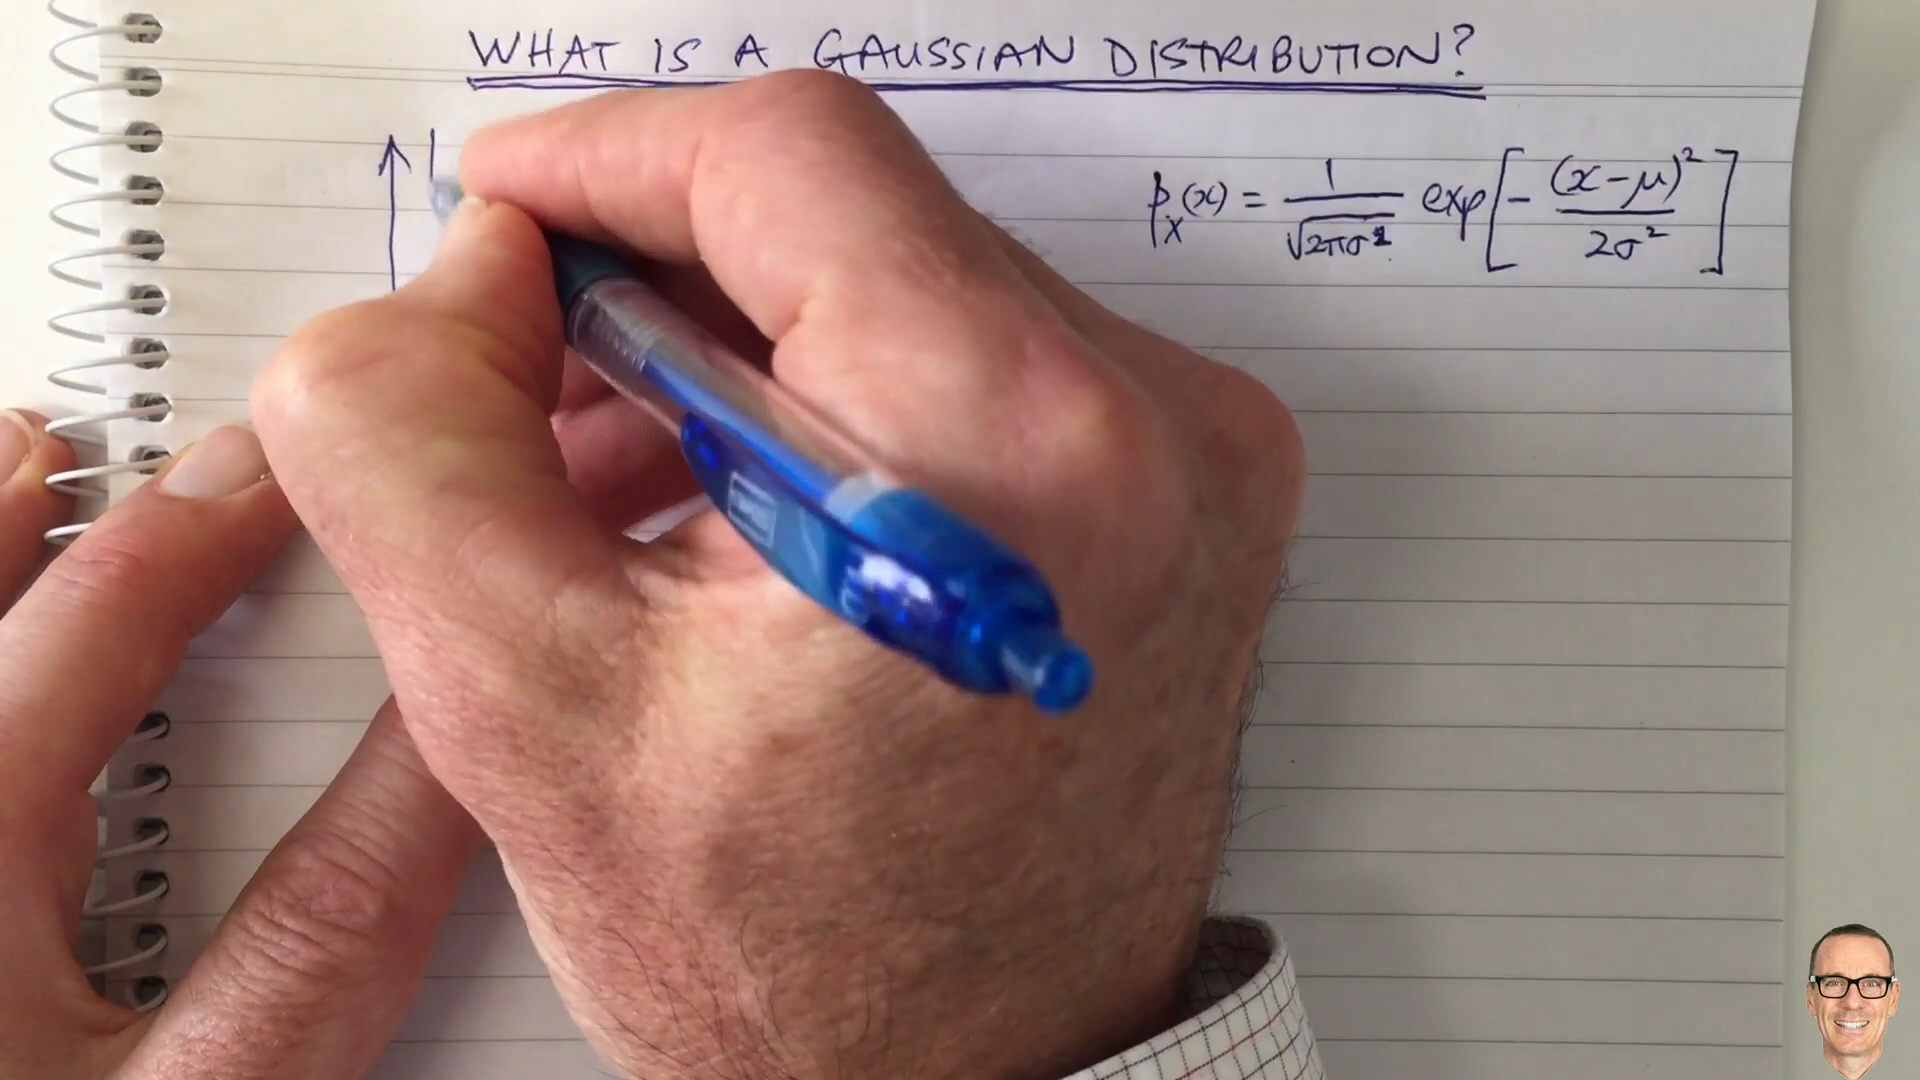 WHAT IS A GAUSSIAN DISTRIBUTION?
p_X(x) = 1/√(2πσ²) exp[-(x-μ)²/2σ²]